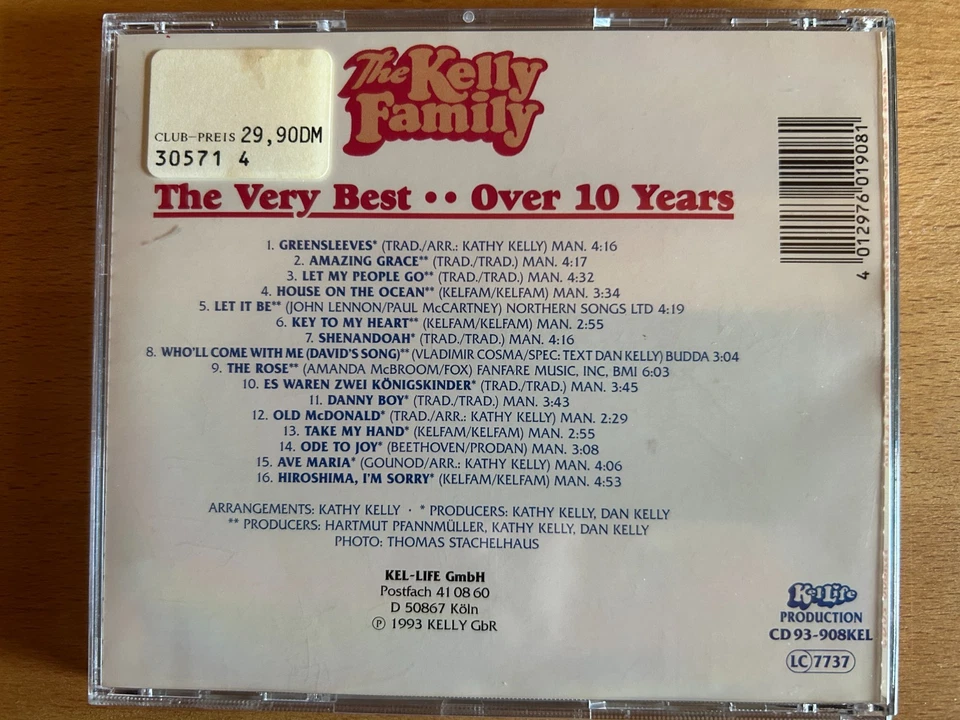 CLUB-PREIS 29,90DM
30571 4
The Kelly
Family
The Very Best •• Over 10 Years
1. GREENSLEEVES* (TRAD./ARR.: KATHY KELLY) MAN. 4:16
2. AMAZING GRACE** (TRAD./TRAD.) MAN. 4:17
3. LET MY PEOPLE GO** (TRAD./TRAD.) MAN. 4:32
4. HOUSE ON THE OCEAN** (KELFAM/KELFAM) MAN. 3:34
5. LET IT BE** (JOHN LENNON/PAUL McCARTNEY) NORTHERN SONGS LTD 4:19
6. KEY TO MY HEART** (KELFAM/KELFAM) MAN. 2:55
7. SHENANDOAH* (TRAD./TRAD.) MAN. 4:16
8. WHO'LL COME WITH ME (DAVID'S SONG)** (VLADIMIR COSMA/SPEC: TEXT DAN KELLY) BUDDA 3:04
9. THE ROSE** (AMANDA McBROOM/FOX) FANFARE MUSIC, INC, BMI 6:03
10. ES WAREN ZWEI KÖNIGSKINDER* (TRAD./TRAD.) MAN. 3:45
11. DANNY BOY* (TRAD./TRAD.) MAN. 3:43
12. OLD McDONALD* (TRAD./ARR.: KATHY KELLY) MAN. 2:29
13. TAKE MY HAND* (KELFAM/KELFAM) MAN. 2:55
14. ODE TO JOY* (BEETHOVEN/PRODAN) MAN. 3:08
15. AVE MARIA* (GOUNOD/ARR.: KATHY KELLY) MAN. 4:06
16. HIROSHIMA, I'M SORRY* (KELFAM/KELFAM) MAN. 4:53
ARRANGEMENTS: KATHY KELLY · * PRODUCERS: KATHY KELLY, DAN KELLY
** PRODUCERS: HARTMUT PFANNMÜLLER, KATHY KELLY, DAN KELLY
PHOTO: THOMAS STACHELHAUS
KEL-LIFE GmbH
Postfach 41 08 60
D 50867 Köln
℗ 1993 KELLY GbR
4 012976 019081
Kel-Life
PRODUCTION
CD 93-908KEL
LC 7737